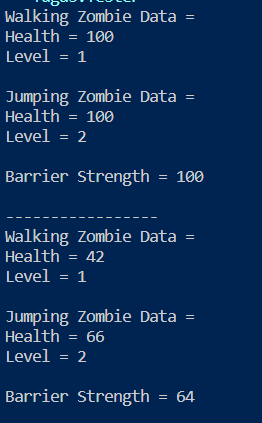 Walking Zombie Data =
Health = 100
Level = 1
Jumping Zombie Data =
Health = 100
Level = 2
Barrier Strength = 100
-----------------
Walking Zombie Data =
Health = 42
Level = 1
Jumping Zombie Data =
Health = 66
Level = 2
Barrier Strength = 64